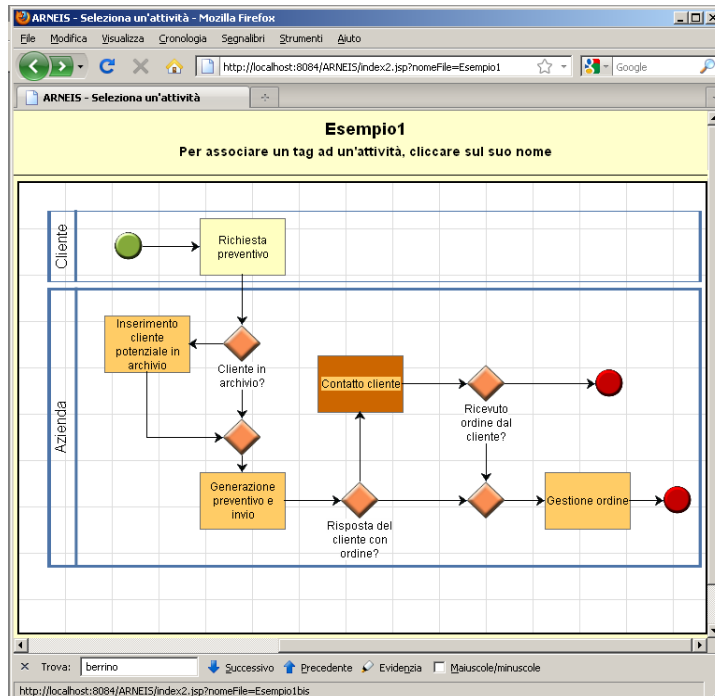 ARNEIS - Seleziona un'attività - Mozilla Firefox
File Modifica Visualizza Cronologia Segnalibri Strumenti Aiuto
http://localhost:8084/ARNEIS/index2.jsp?nomeFile=Esempio1
Google
ARNEIS - Seleziona un'attività
Esempio1
Per associare un tag ad un'attività, cliccare sul suo nome
Cliente
Richiesta
preventivo
Azienda
Inserimento
cliente
potenziale in
archivio
Cliente in
archivio?
Contatto cliente
Ricevuto
ordine dal
cliente?
Generazione
preventivo e
invio
Risposta del
cliente con
ordine?
Gestione ordine
Trova: berrino Successivo Precedente Evidenzia Maiuscole/minuscole
http://localhost:8084/ARNEIS/index2.jsp?nomeFile=Esempio1bis